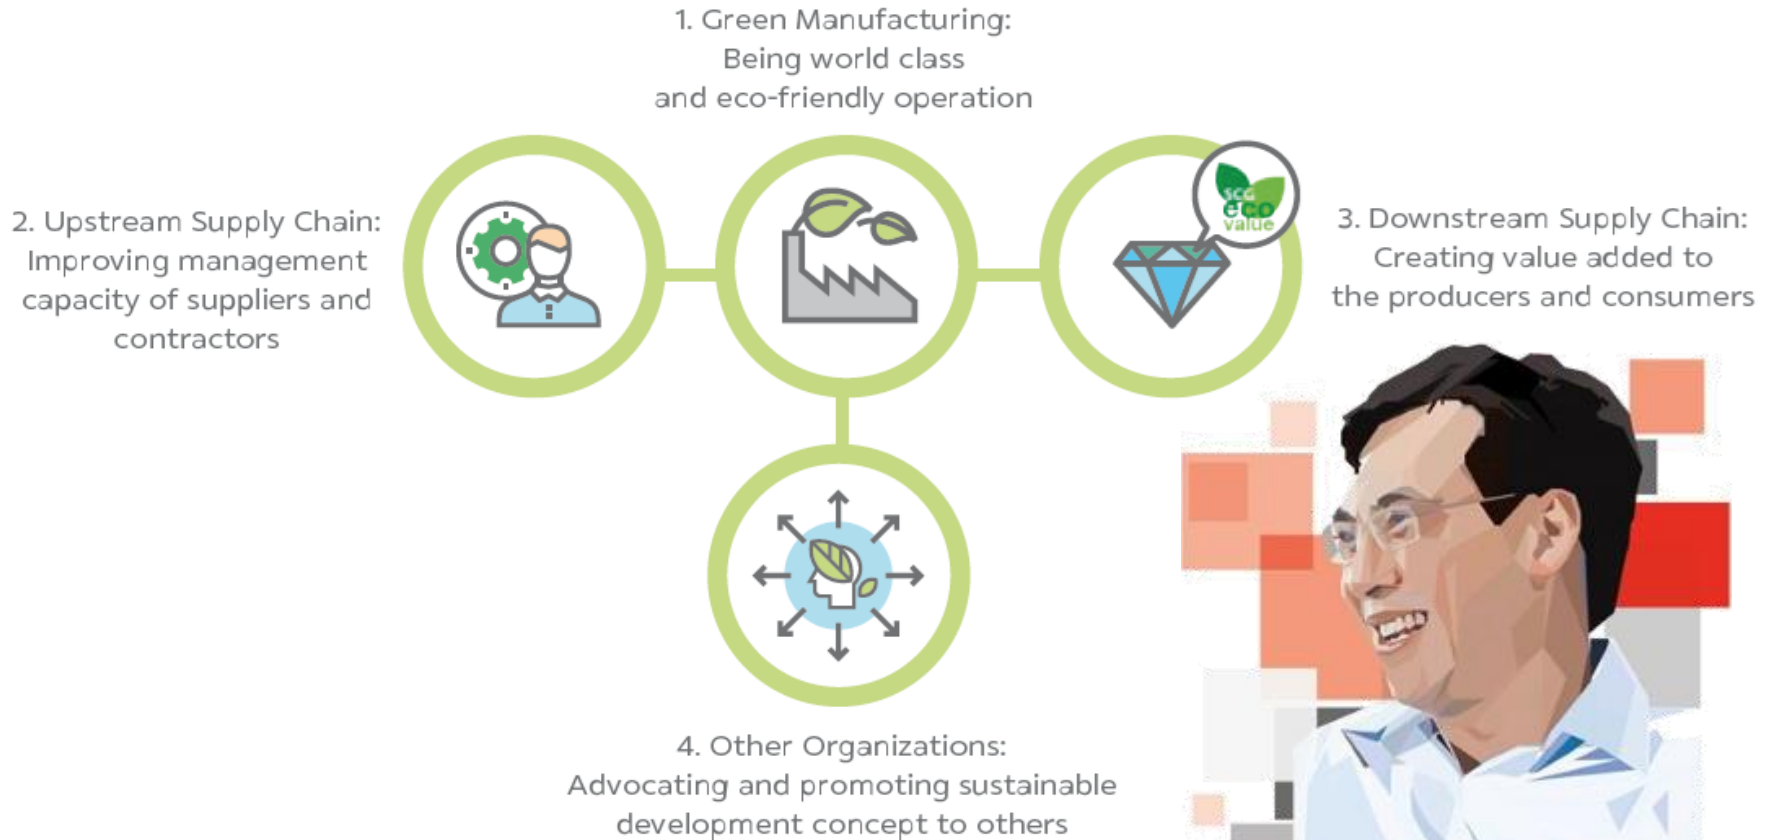 1. Green Manufacturing:
Being world class
and eco-friendly operation
2. Upstream Supply Chain:
Improving management
capacity of suppliers and
contractors
SCG
eco
value
3. Downstream Supply Chain:
Creating value added to
the producers and consumers
4. Other Organizations:
Advocating and promoting sustainable
development concept to others